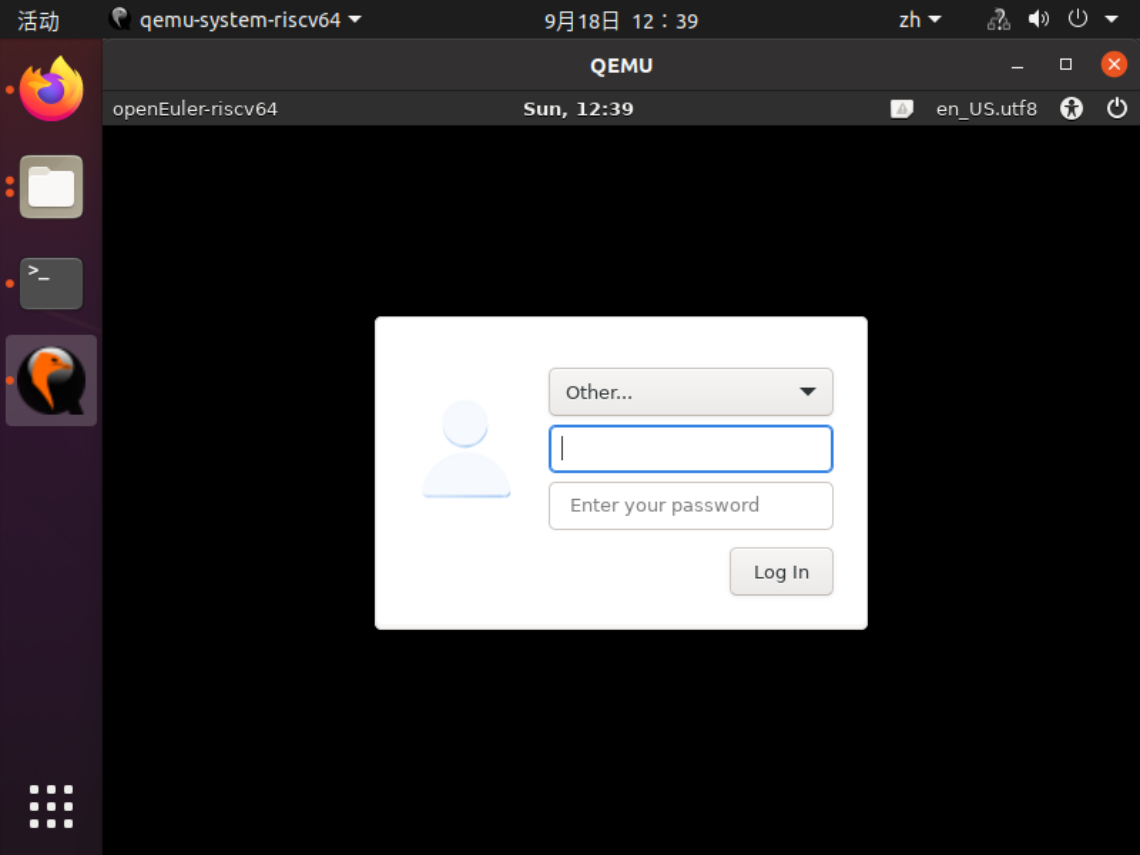 活动 qemu-system-riscv64 9月18日 12：39 zh
QEMU
openEuler-riscv64 Sun, 12:39 en_US.utf8
>_
Other...
Enter your password
Log In